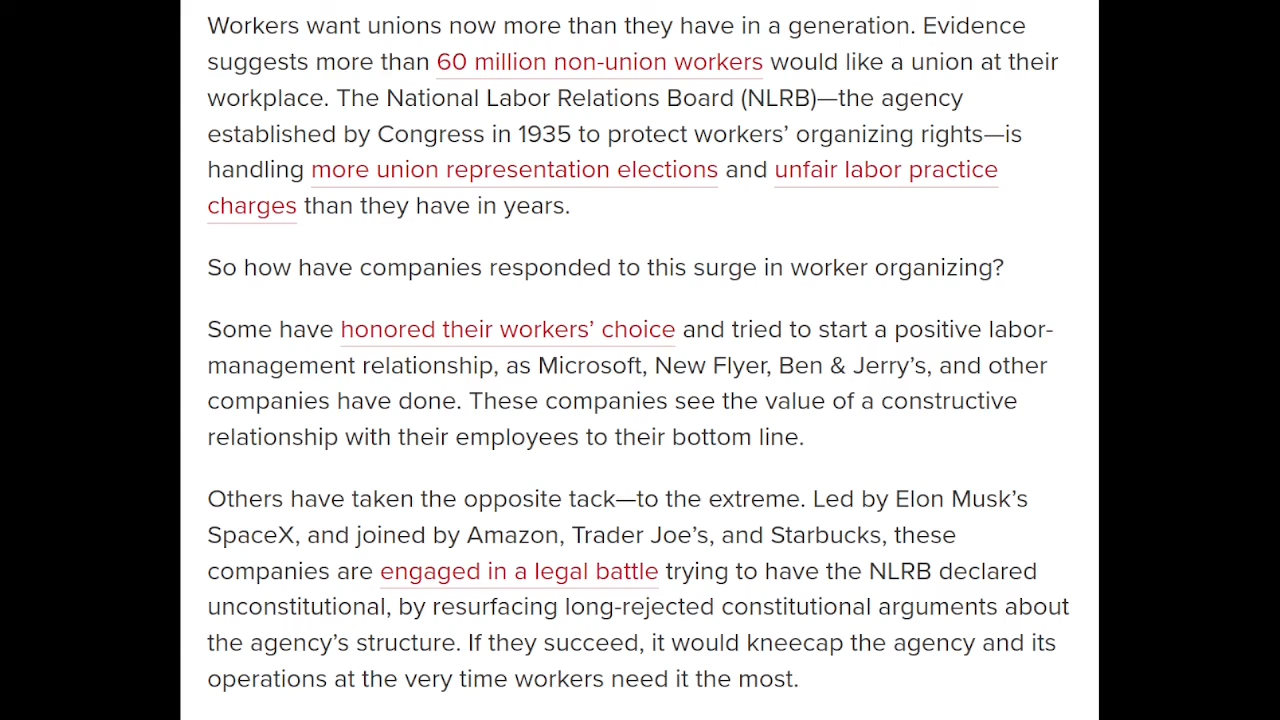 Workers want unions now more than they have in a generation. Evidence
suggests more than 60 million non-union workers would like a union at their
workplace. The National Labor Relations Board (NLRB)—the agency
established by Congress in 1935 to protect workers’ organizing rights—is
handling more union representation elections and unfair labor practice
charges than they have in years.
So how have companies responded to this surge in worker organizing?
Some have honored their workers’ choice and tried to start a positive labor-
management relationship, as Microsoft, New Flyer, Ben & Jerry’s, and other
companies have done. These companies see the value of a constructive
relationship with their employees to their bottom line.
Others have taken the opposite tack—to the extreme. Led by Elon Musk’s
SpaceX, and joined by Amazon, Trader Joe’s, and Starbucks, these
companies are engaged in a legal battle trying to have the NLRB declared
unconstitutional, by resurfacing long-rejected constitutional arguments about
the agency’s structure. If they succeed, it would kneecap the agency and its
operations at the very time workers need it the most.